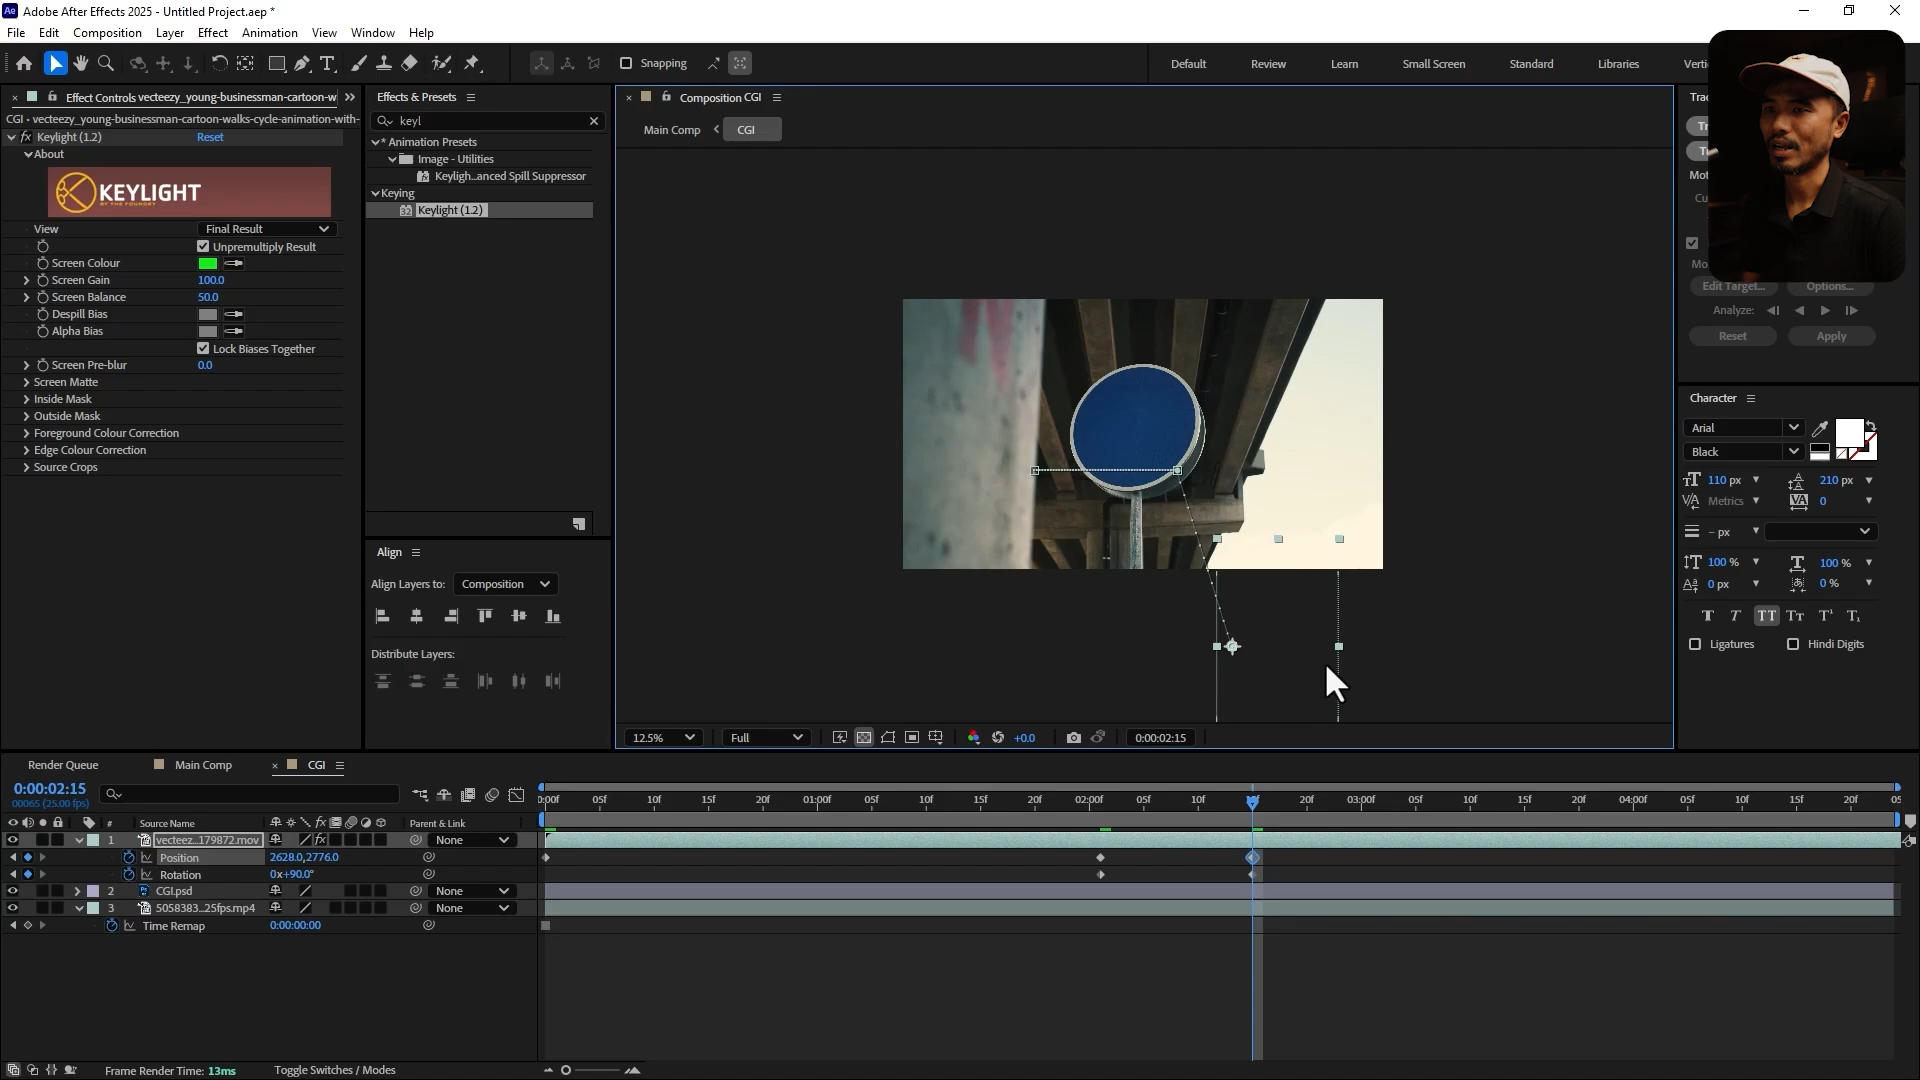 Adobe After Effects 2025 - Untitled Project.aep *
File Edit Composition Layer Effect Animation View Window Help
Snapping
Default Review Learn Small Screen Standard Libraries
Effect Controls vecteezy_young-businessman-cartoon-w
CGI - vecteezy_young-businessman-cartoon-walks-cycle-animation-with-
Keylight (1.2) Reset
About
KEYLIGHT
BY THE FOUNDRY
View Final Result
Unpremultiply Result
Screen Colour
Screen Gain 100.0
Screen Balance 50.0
Despill Bias
Alpha Bias
Lock Biases Together
Screen Pre-blur 0.0
Screen Matte
Inside Mask
Outside Mask
Foreground Colour Correction
Edge Colour Correction
Source Crops
Effects & Presets
keyl
* Animation Presets
Image - Utilities
Keyligh...anced Spill Suppressor
Keying
32 Keylight (1.2)
Align
Align Layers to: Composition
Distribute Layers:
Composition CGI
Main Comp CGI
12.5% Full +0.0 0:00:02:15
Edit Target... Options...
Analyze:
Reset Apply
Character
Arial
Black
110 px 210 px
Metrics 0
- px
100 % 100 %
0 px 0 %
T T TT Tт T¹ T₁
Ligatures Hindi Digits
Render Queue Main Comp CGI
0:00:02:15
00065 (25.00 fps)
# Source Name Parent & Link
1 vecteez...179872.mov None
Position 2628.0,2776.0
Rotation 0x+90.0°
2 CGI.psd None
3 5058383...25fps.mp4 None
Time Remap 0:00:00:00
0:00f 05f 10f 15f 20f 01:00f 05f 10f 15f 20f 02:00f 05f 10f 20f 03:00f 05f 10f 15f 20f 04:00f 05f 10f 15f 20f 05
Frame Render Time: 13ms Toggle Switches / Modes